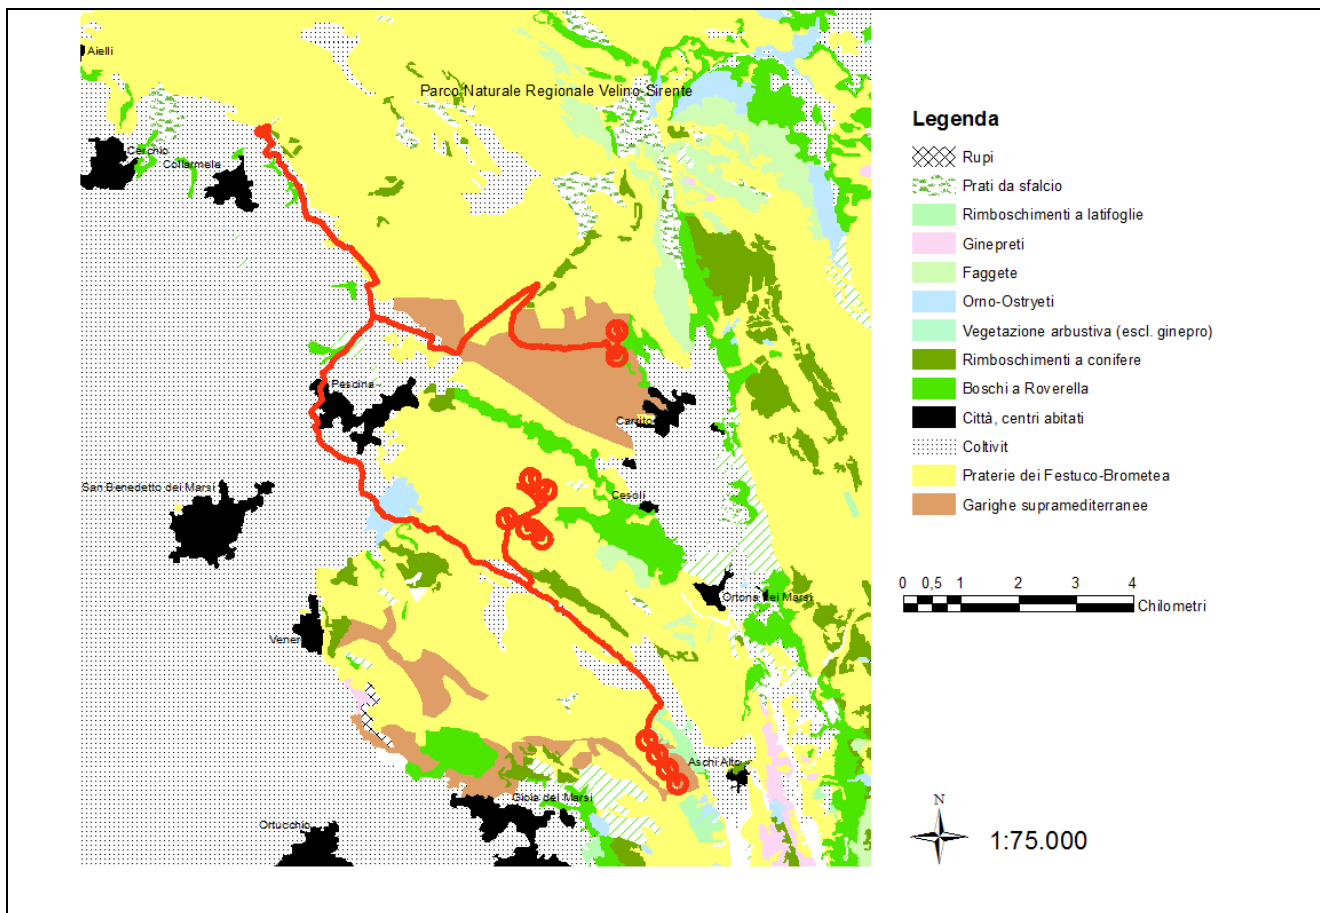 Aielli
Parco Naturale Regionale Velino-Sirente
Cerchio
Collarmele
Pescina
Carrito
San Benedetto dei Marsi
Cesoli
Ortona dei Marsi
Vener
Aschi Alto
Gioia dei Marsi
Ortucchio
Legenda
Rupi
Prati da sfalcio
Rimboschimenti a latifoglie
Ginepreti
Faggete
Orno-Ostryeti
Vegetazione arbustiva (escl. ginepro)
Rimboschimenti a conifere
Boschi a Roverella
Città, centri abitati
Coltivit
Praterie dei Festuco-Brometea
Garighe supramediterranee
0 0,5 1 2 3 4
Chilometri
N
1:75.000